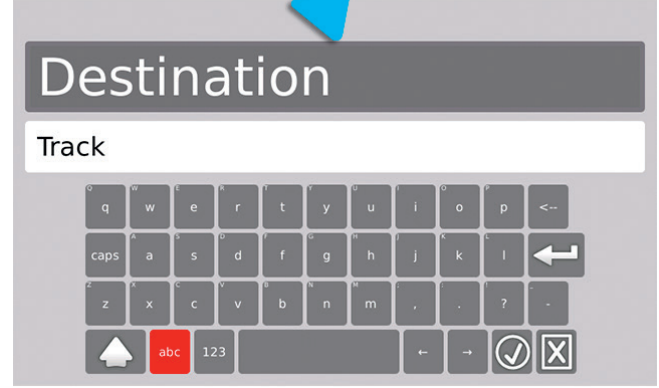 Destination
Track
q w e r t y u i o p <--
caps a s d f g h j k l
z x c v b n m , . ? -
abc 123 ← →